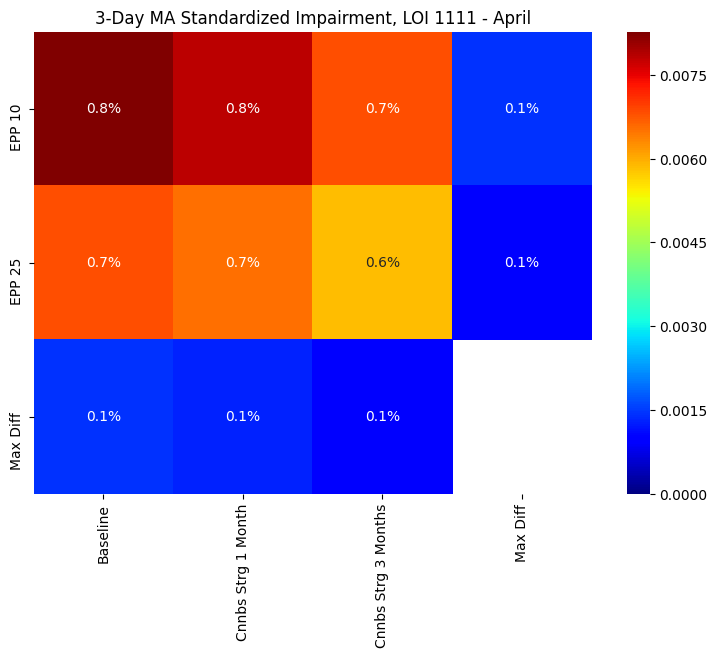 3-Day MA Standardized Impairment, LOI 1111 - April
EPP 10
0.8%
0.8%
0.7%
0.1%
EPP 25
0.7%
0.7%
0.6%
0.1%
Max Diff
0.1%
0.1%
0.1%
Baseline
Cnnbs Strg 1 Month
Cnnbs Strg 3 Months
Max Diff
0.0075
0.0060
0.0045
0.0030
0.0015
0.0000